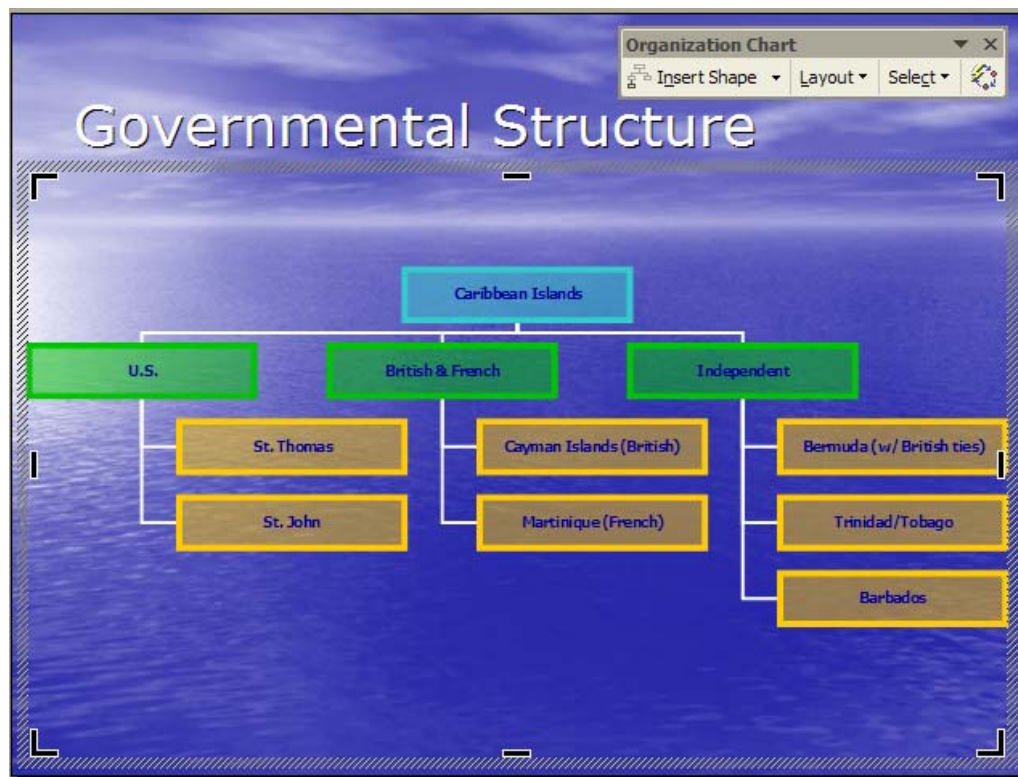 Organization Chart
Insert Shape Layout Select
Governmental Structure
Caribbean Islands
U.S. British & French Independent
St. Thomas Cayman Islands (British) Bermuda (w/ British ties)
St. John Martinique (French) Trinidad/Tobago
Barbados